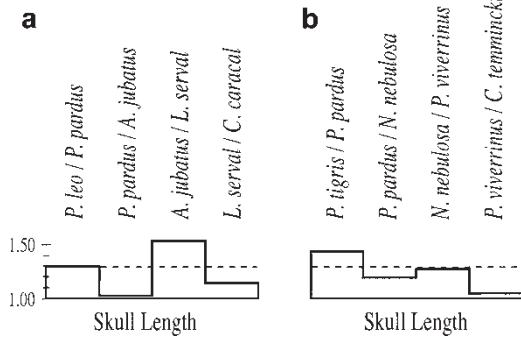 a
P. leo / P. pardus
P. pardus / A. jubatus
A. jubatus / L. serval
L. serval / C. caracal
1.50
1.00
Skull Length
b
P. tigris / P. pardus
P. pardus / N. nebulosa
N. nebulosa / P. viverrinus
P. viverrinus / C. temminck
Skull Length